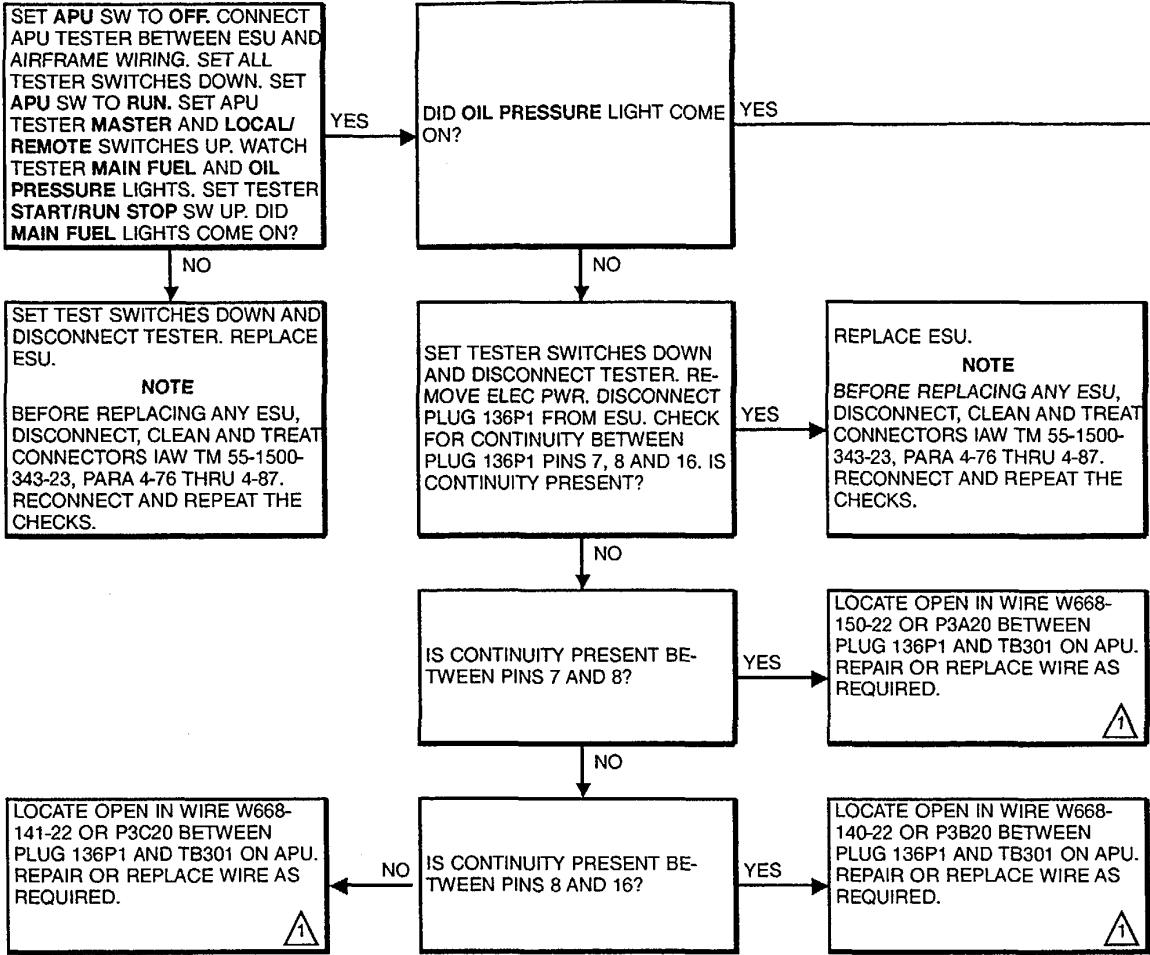 SET APU SW TO OFF. CONNECT
APU TESTER BETWEEN ESU AND
AIRFRAME WIRING. SET ALL
TESTER SWITCHES DOWN. SET
APU SW TO RUN. SET APU
TESTER MASTER AND LOCAL/
REMOTE SWITCHES UP. WATCH
TESTER MAIN FUEL AND OIL
PRESSURE LIGHTS. SET TESTER
START/RUN STOP SW UP. DID
MAIN FUEL LIGHTS COME ON?
YES
DID OIL PRESSURE LIGHT COME
ON?
YES
NO
NO
SET TEST SWITCHES DOWN AND
DISCONNECT TESTER. REPLACE
ESU.
NOTE
BEFORE REPLACING ANY ESU,
DISCONNECT, CLEAN AND TREAT
CONNECTORS IAW TM 55-1500-
343-23, PARA 4-76 THRU 4-87.
RECONNECT AND REPEAT THE
CHECKS.
SET TESTER SWITCHES DOWN
AND DISCONNECT TESTER. RE-
MOVE ELEC PWR. DISCONNECT
PLUG 136P1 FROM ESU. CHECK
FOR CONTINUITY BETWEEN
PLUG 136P1 PINS 7, 8 AND 16. IS
CONTINUITY PRESENT?
YES
REPLACE ESU.
NOTE
BEFORE REPLACING ANY ESU,
DISCONNECT, CLEAN AND TREAT
CONNECTORS IAW TM 55-1500-
343-23, PARA 4-76 THRU 4-87.
RECONNECT AND REPEAT THE
CHECKS.
NO
IS CONTINUITY PRESENT BE-
TWEEN PINS 7 AND 8?
YES
LOCATE OPEN IN WIRE W668-
150-22 OR P3A20 BETWEEN
PLUG 136P1 AND TB301 ON APU.
REPAIR OR REPLACE WIRE AS
REQUIRED.
1
NO
LOCATE OPEN IN WIRE W668-
141-22 OR P3C20 BETWEEN
PLUG 136P1 AND TB301 ON APU.
REPAIR OR REPLACE WIRE AS
REQUIRED.
1
NO
IS CONTINUITY PRESENT BE-
TWEEN PINS 8 AND 16?
YES
LOCATE OPEN IN WIRE W668-
140-22 OR P3B20 BETWEEN
PLUG 136P1 AND TB301 ON APU.
REPAIR OR REPLACE WIRE AS
REQUIRED.
1